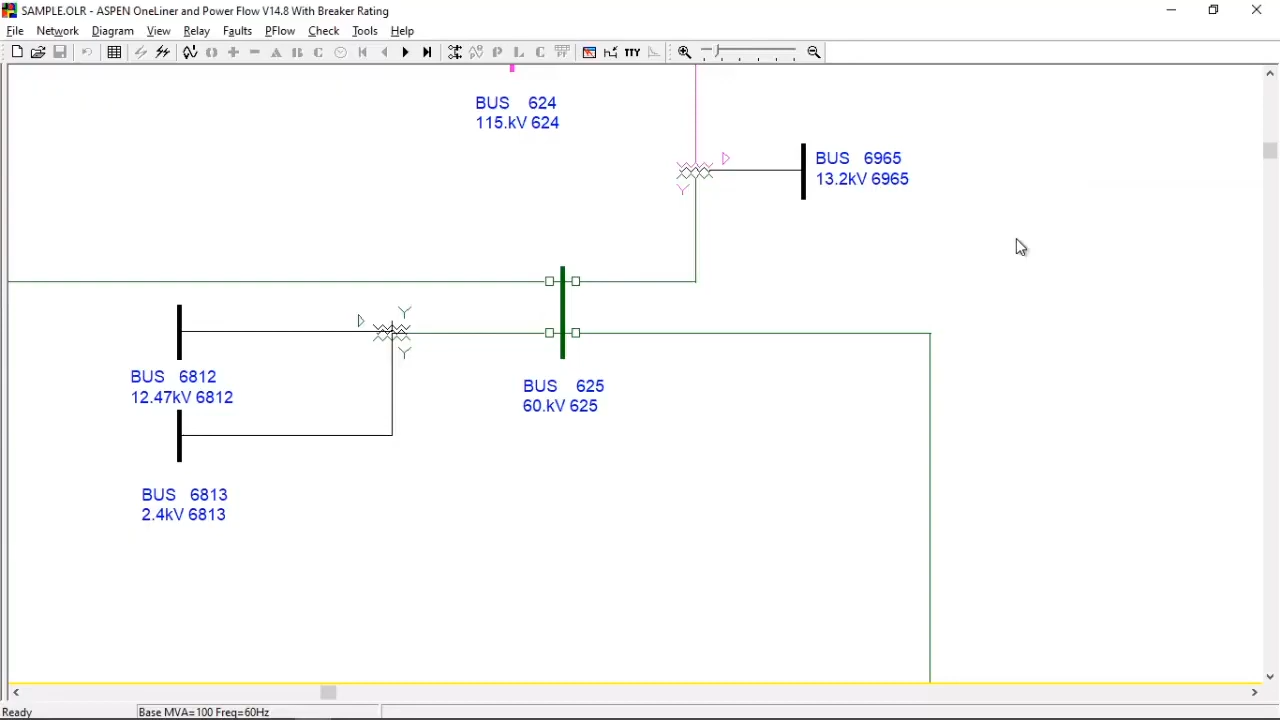 SAMPLE.OLR - ASPEN OneLiner and Power Flow V14.8 With Breaker Rating
File Network Diagram View Relay Faults PFlow Check Tools Help
TTY
BUS 624
115.kV 624
BUS 6965
13.2kV 6965
BUS 6812
12.47kV 6812
BUS 625
60.kV 625
BUS 6813
2.4kV 6813
Ready
Base MVA=100 Freq=60Hz